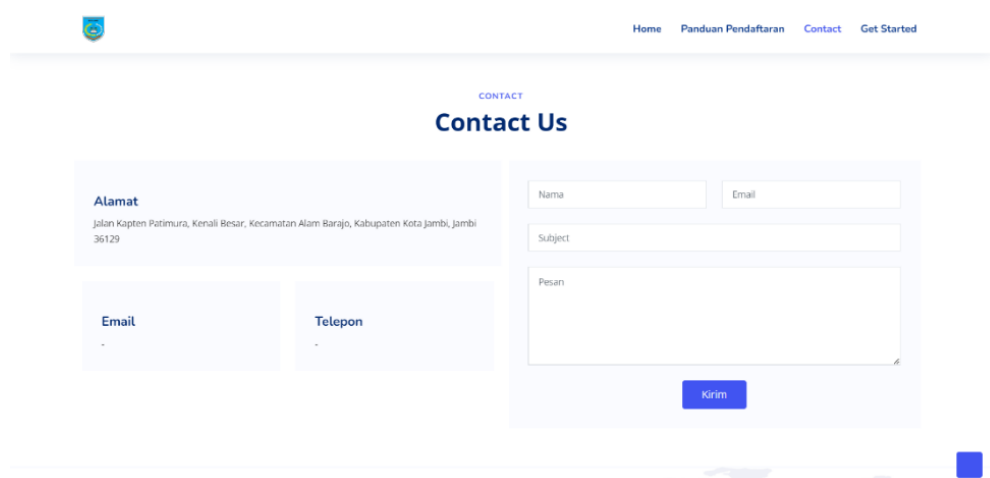 Home Panduan Pendaftaran Contact Get Started
CONTACT
Contact Us
Alamat
Jalan Kapten Patimura, Kenali Besar, Kecamatan Alam Barajo, Kabupaten Kota Jambi, Jambi
36129
Email
-
Telepon
-
Nama
Email
Subject
Pesan
Kirim